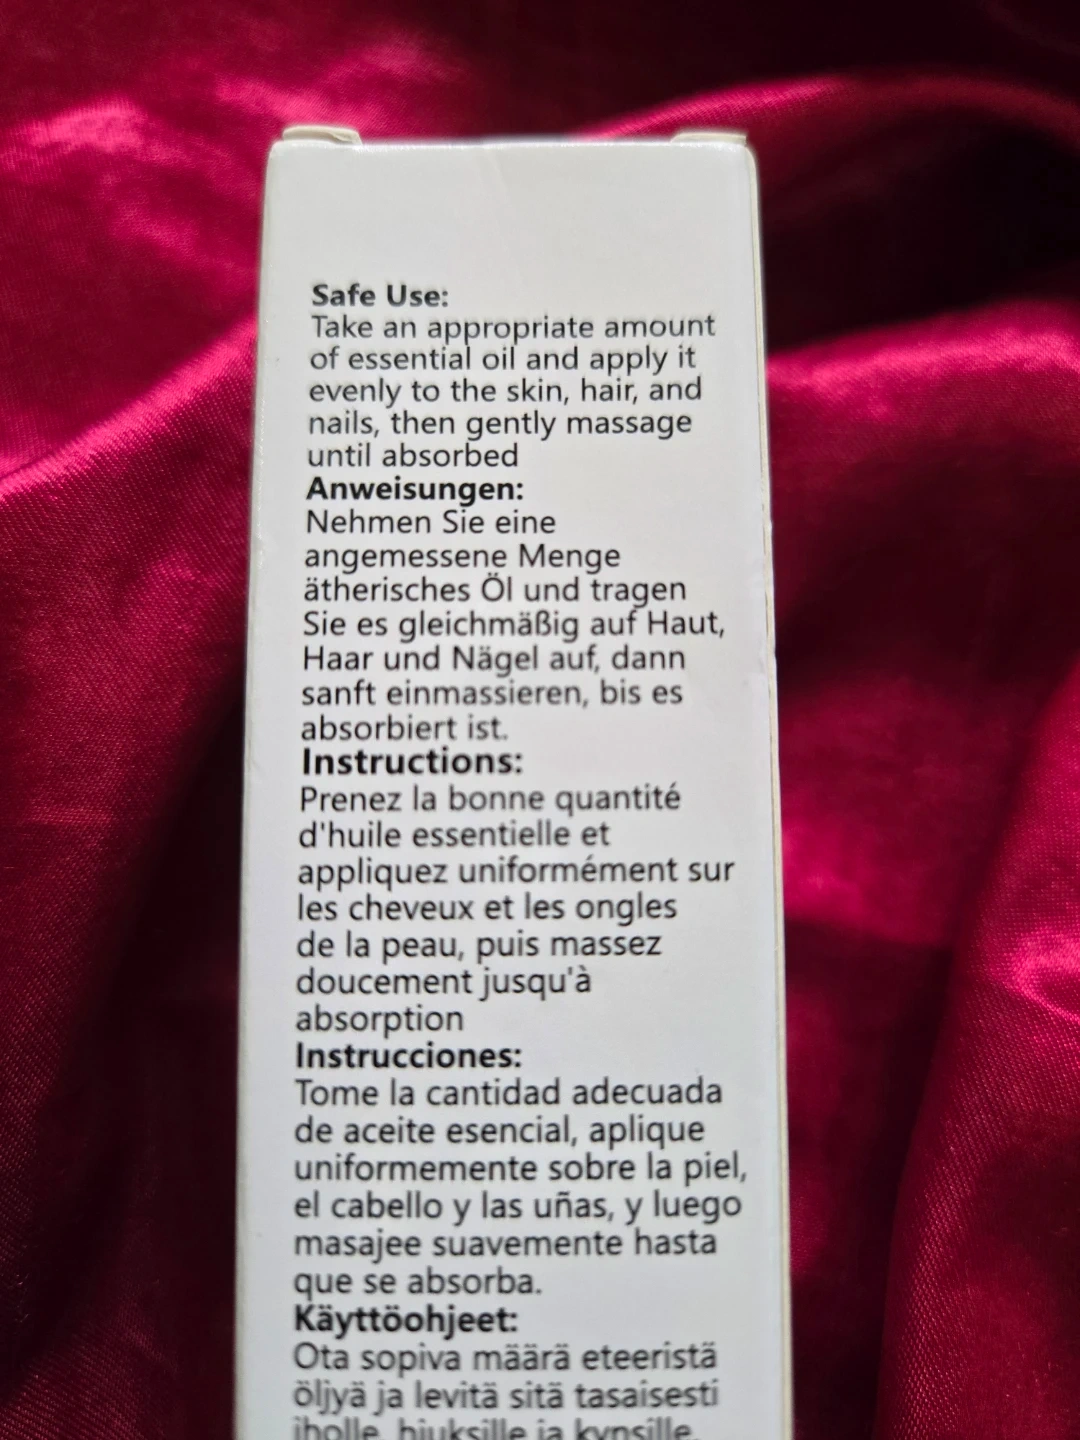 Safe Use:
Take an appropriate amount
of essential oil and apply it
evenly to the skin, hair, and
nails, then gently massage
until absorbed
Anweisungen:
Nehmen Sie eine
angemessene Menge
ätherisches Öl und tragen
Sie es gleichmäßig auf Haut,
Haar und Nägel auf, dann
sanft einmassieren, bis es
absorbiert ist.
Instructions:
Prenez la bonne quantité
d'huile essentielle et
appliquez uniformément sur
les cheveux et les ongles
de la peau, puis massez
doucement jusqu'à
absorption
Instrucciones:
Tome la cantidad adecuada
de aceite esencial, aplique
uniformemente sobre la piel,
el cabello y las uñas, y luego
masajee suavemente hasta
que se absorba.
Käyttöohjeet:
Ota sopiva määrä eteeristä
öljyä ja levitä sitä tasaisesti
iholle, hiuksille ja kynsille,